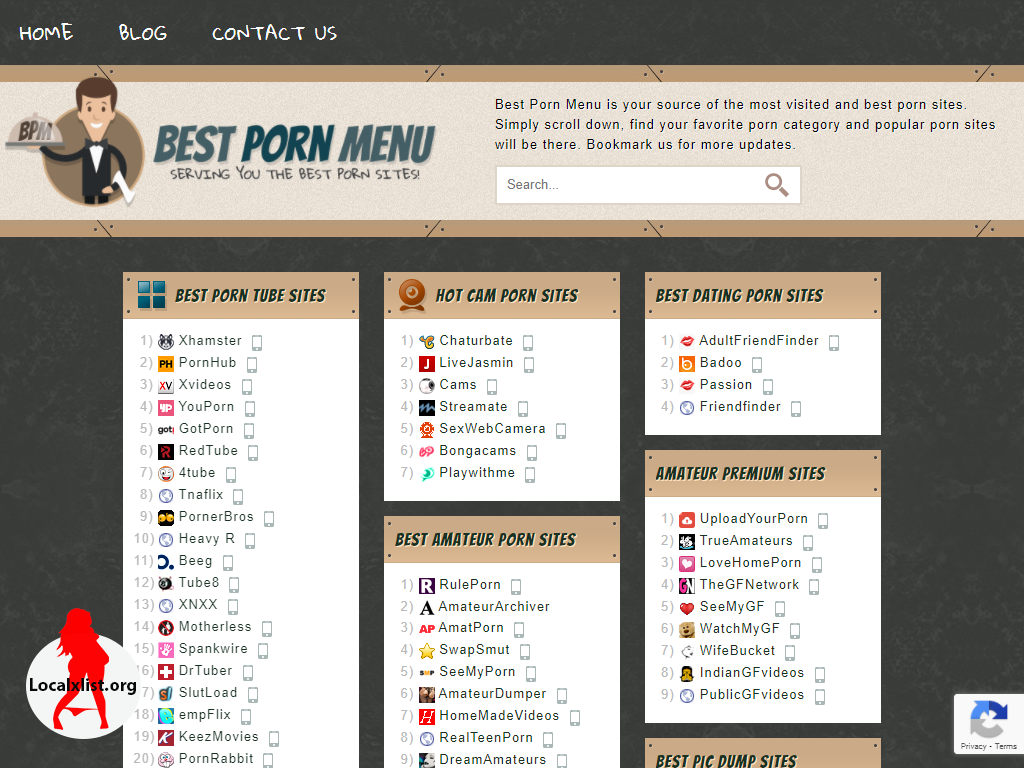 HOME BLOG CONTACT US
BPM
BEST PORN MENU
SERVING YOU THE BEST PORN SITES!
Best Porn Menu is your source of the most visited and best porn sites.
Simply scroll down, find your favorite porn category and popular porn sites
will be there. Bookmark us for more updates.
Search...
BEST PORN TUBE SITES
1) Xhamster
2) PH PornHub
3) XV Xvideos
4) YP YouPorn
5) got GotPorn
6) R RedTube
7) 4tube
8) Tnaflix
9) PornerBros
10) Heavy R
11) Beeg
12) Tube8
13) XNXX
14) Motherless
15) Spankwire
16) DrTuber
7) SlutLoad
18) empFlix
19) KeezMovies
20) PornRabbit
Localxlist.org
HOT CAM PORN SITES
1) Chaturbate
2) J LiveJasmin
3) Cams
4) Streamate
5) SexWebCamera
6) Bongacams
7) Playwithme
BEST AMATEUR PORN SITES
1) R RulePorn
2) A AmateurArchiver
3) AP AmatPorn
4) SwapSmut
5) SMP SeeMyPorn
6) AmateurDumper
7) H HomeMadeVideos
8) RealTeenPorn
9) DreamAmateurs
BEST DATING PORN SITES
1) AdultFriendFinder
2) Badoo
3) Passion
4) Friendfinder
AMATEUR PREMIUM SITES
1) UploadYourPorn
2) TrueAmateurs
3) LoveHomePorn
4) TheGFNetwork
5) SeeMyGF
6) WatchMyGF
7) WifeBucket
8) IndianGFvideos
9) PublicGFvideos
BEST PIC DUMP SITES
Privacy - Terms